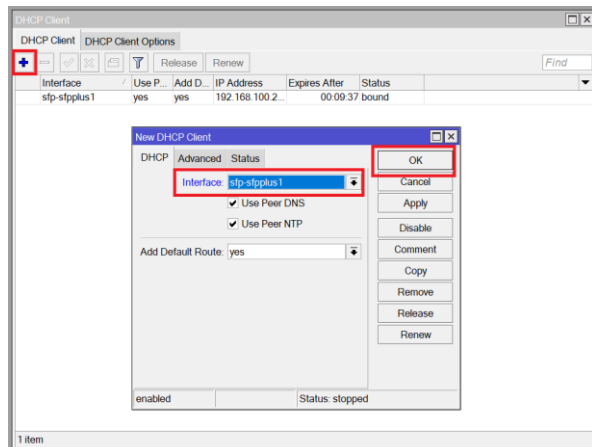 DHCP Client
DHCP Client DHCP Client Options
Release Renew Find
Interface Use P... Add D... IP Address Expires After Status
sfp-sfpplus1 yes yes 192.168.100.2... 00:09:37 bound
New DHCP Client
DHCP Advanced Status
OK
Interface: sfp-sfpplus1
Cancel
Use Peer DNS
Apply
Use Peer NTP
Disable
Add Default Route: yes
Comment
Copy
Remove
Release
Renew
enabled Status: stopped
1 item